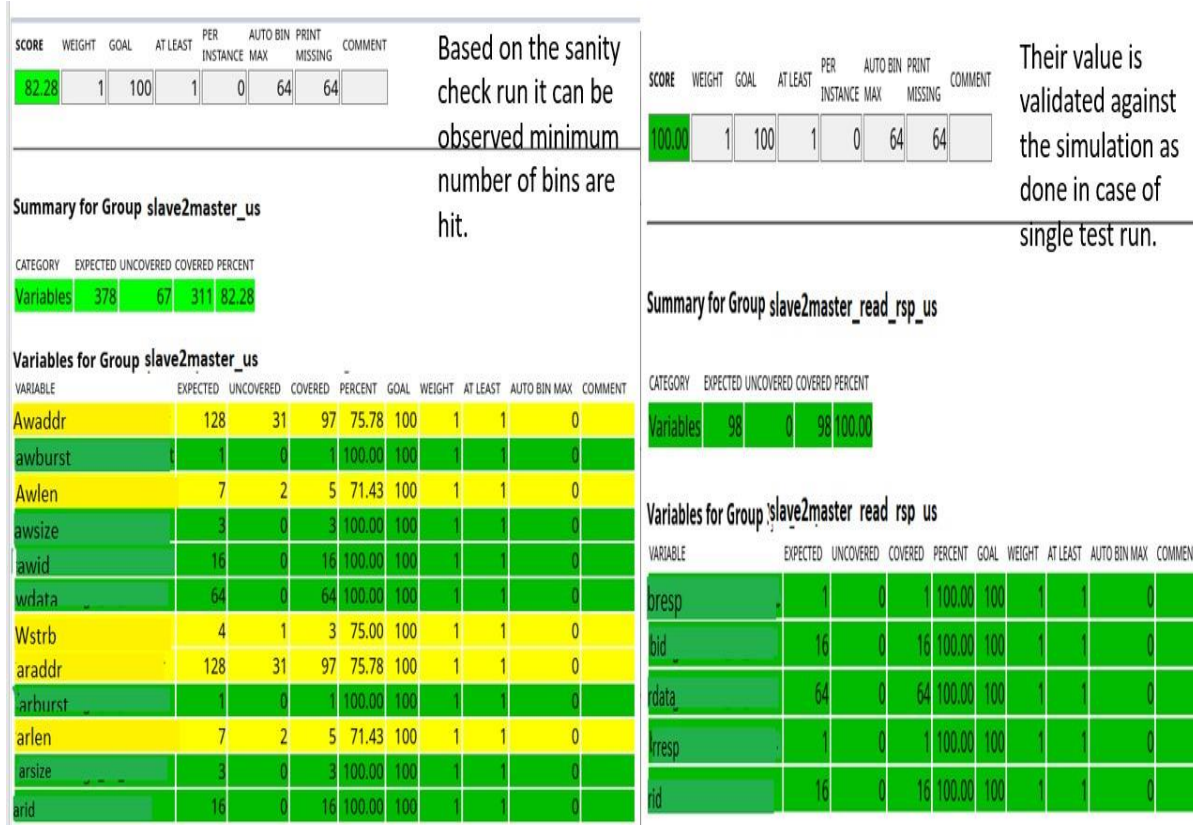 SCORE WEIGHT GOAL AT LEAST PER INSTANCE AUTO BIN MAX PRINT MISSING COMMENT
82.28 1 100 1 0 64 64
Based on the sanity
check run it can be
observed minimum
number of bins are
hit.
Summary for Group slave2master_us
CATEGORY EXPECTED UNCOVERED COVERED PERCENT
Variables 378 67 311 82.28
Variables for Group slave2master_us
VARIABLE EXPECTED UNCOVERED COVERED PERCENT GOAL WEIGHT AT LEAST AUTO BIN MAX COMMENT
Awaddr 128 31 97 75.78 100 1 1 0
awburst t 1 0 1 100.00 100 1 1 0
Awlen 7 2 5 71.43 100 1 1 0
awsize 3 0 3 100.00 100 1 1 0
awid 16 0 16 100.00 100 1 1 0
wdata 64 0 64 100.00 100 1 1 0
Wstrb 4 1 3 75.00 100 1 1 0
araddr 128 31 97 75.78 100 1 1 0
arburst 1 0 1 100.00 100 1 1 0
arlen 7 2 5 71.43 100 1 1 0
arsize 3 0 3 100.00 100 1 1 0
arid 16 0 16 100.00 100 1 1 0
SCORE WEIGHT GOAL AT LEAST PER INSTANCE AUTO BIN MAX PRINT MISSING COMMENT
100.00 1 100 1 0 64 64
Their value is
validated against
the simulation as
done in case of
single test run.
Summary for Group slave2master_read_rsp_us
CATEGORY EXPECTED UNCOVERED COVERED PERCENT
Variables 98 0 98 100.00
Variables for Group slave2master read rsp us
VARIABLE EXPECTED UNCOVERED COVERED PERCENT GOAL WEIGHT AT LEAST AUTO BIN MAX COMMEN
bresp 1 0 1 100.00 100 1 1 0
bid 16 0 16 100.00 100 1 1 0
rdata 64 0 64 100.00 100 1 1 0
rresp 1 0 1 100.00 100 1 1 0
rid 16 0 16 100.00 100 1 1 0